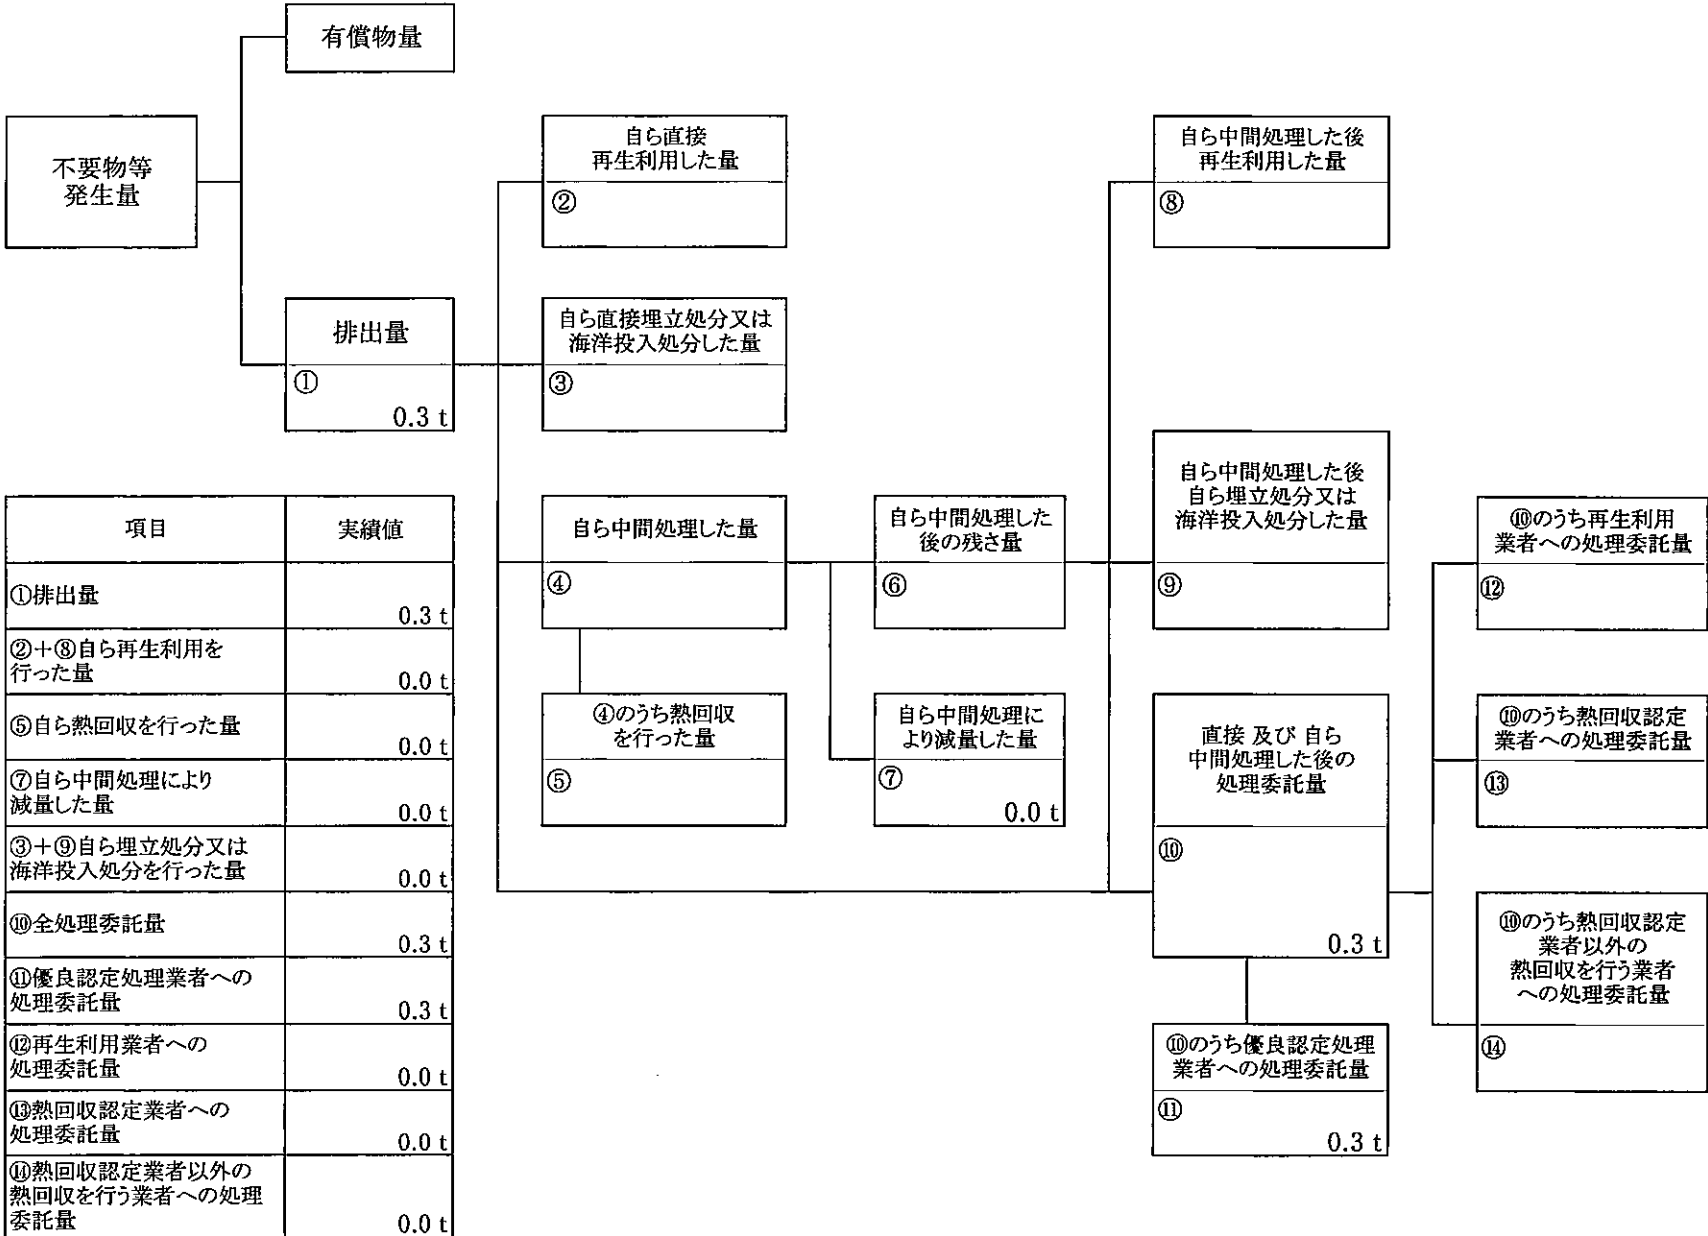 有償物量
不要物等
発生量
自ら直接
再生利用した量
②
自ら中間処理した後
再生利用した量
⑧
排出量
①
0.3 t
自ら直接埋立処分又は
海洋投入処分した量
③
自ら中間処理した量
④
自ら中間処理した
後の残さ量
⑥
自ら中間処理した後
自ら埋立処分又は
海洋投入処分した量
⑨
⑩のうち再生利用
業者への処理委託量
⑫
④のうち熱回収
を行った量
⑤
自ら中間処理に
より減量した量
⑦
0.0 t
直接 及び 自ら
中間処理した後の
処理委託量
⑩
0.3 t
⑩のうち熱回収認定
業者への処理委託量
⑬
⑩のうち熱回収認定
業者以外の
熱回収を行う業者
への処理委託量
⑭
⑩のうち優良認定処理
業者への処理委託量
⑪
0.3 t
項目 実績値
①排出量
0.3 t
②+⑧自ら再生利用を
行った量
0.0 t
⑤自ら熱回収を行った量
0.0 t
⑦自ら中間処理により
減量した量
0.0 t
③+⑨自ら埋立処分又は
海洋投入処分を行った量
0.0 t
⑩全処理委託量
0.3 t
⑪優良認定処理業者への
処理委託量
0.3 t
⑫再生利用業者への
処理委託量
0.0 t
⑬熱回収認定業者への
処理委託量
0.0 t
⑭熱回収認定業者以外の
熱回収を行う業者への処理
委託量
0.0 t